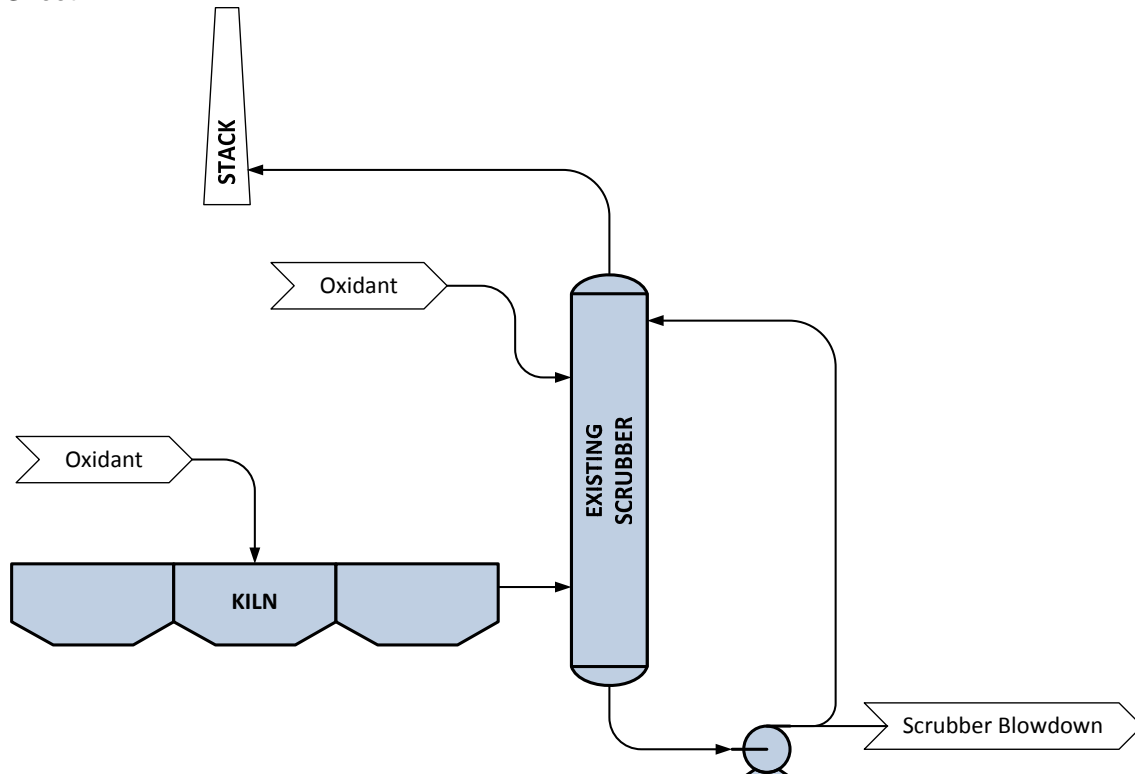 STACK
Oxidant
Oxidant
EXISTING
SCRUBBER
KILN
Scrubber Blowdown